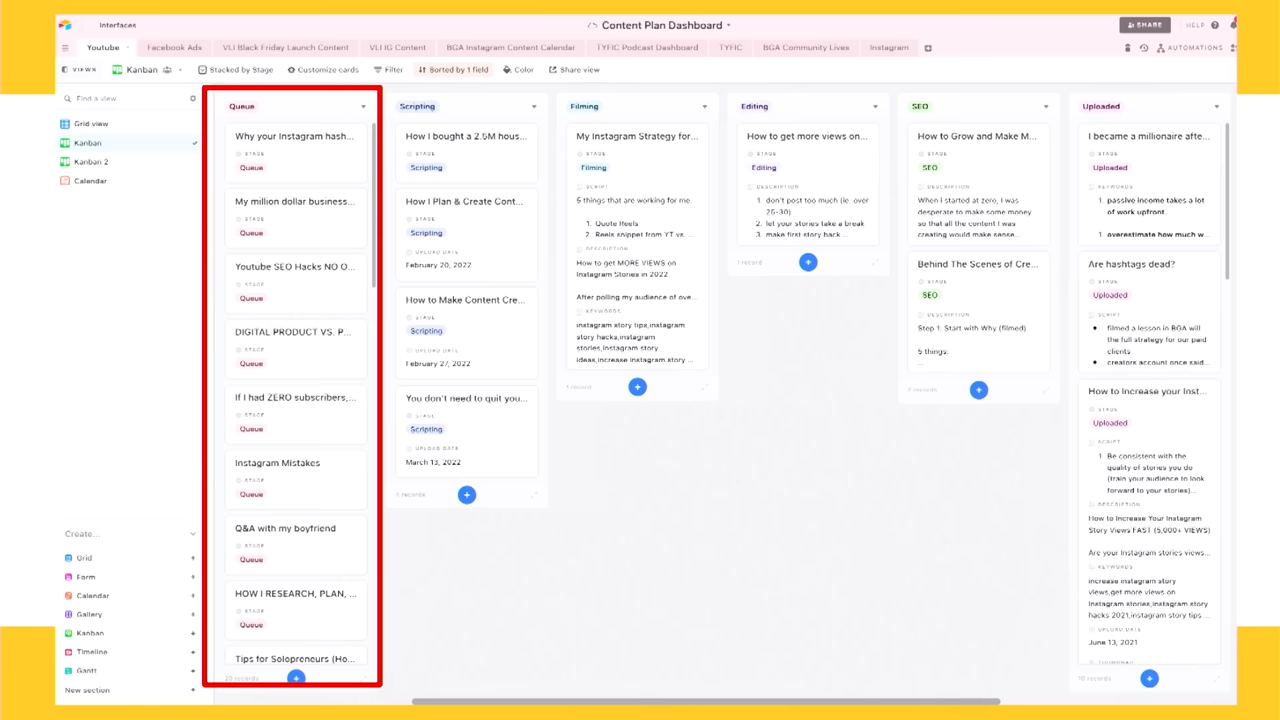 Interfaces
Content Plan Dashboard
SHARE
HELP
Youtube
Facebook Ads
VLI Black Friday Launch Content
VLI IG Content
BGA Instagram Content Calendar
TYFIC Podcast Dashboard
TYFIC
BGA Community Lives
Instagram
AUTOMATIONS
VIEWS
Kanban
Stacked by Stage
Customize cards
Filter
Sorted by 1 field
Color
Share view
Find a view
Grid view
Kanban
Kanban 2
Calendar
Create...
Grid
Form
Calendar
Gallery
Kanban
Timeline
Gantt
New section
Queue
Why your Instagram hash...
STAGE
Queue
My million dollar business...
STAGE
Queue
Youtube SEO Hacks NO O...
STAGE
Queue
DIGITAL PRODUCT VS. P...
STAGE
Queue
If I had ZERO subscribers,...
STAGE
Queue
Instagram Mistakes
STAGE
Queue
Q&A with my boyfriend
STAGE
Queue
HOW I RESEARCH, PLAN, ...
STAGE
Queue
Tips for Solopreneurs (Ho...
records
Scripting
How I bought a 2.5M hous...
STAGE
Scripting
How I Plan & Create Cont...
STAGE
Scripting
UPLOAD DATE
February 20, 2022
How to Make Content Cre...
STAGE
Scripting
UPLOAD DATE
February 27, 2022
You don't need to quit you...
STAGE
Scripting
UPLOAD DATE
March 13, 2022
records
Filming
My Instagram Strategy for...
STAGE
Filming
SCRIPT
5 things that are working for me.
1. Quote Reels
2. Reels snippet from YT vs. ...
DESCRIPTION
How to get MORE VIEWS on
Instagram Stories in 2022
After polling my audience of ove...
KEYWORDS
instagram story tips,instagram
story hacks,instagram
stories,instagram story
ideas,increase instagram story ...
1 record
Editing
How to get more views on...
STAGE
Editing
DESCRIPTION
1. don't post too much (ie. over
25-30)
2. let your stories take a break
3. make first story back ...
1 record
SEO
How to Grow and Make M...
STAGE
SEO
DESCRIPTION
When I started at zero, I was
desperate to make some money
so that all the content I was
creating would make sense...
Behind The Scenes of Cre...
STAGE
SEO
DESCRIPTION
Step 1: Start with Why (filmed)
5 things:
...
records
Uploaded
I became a millionaire afte...
STAGE
Uploaded
KEYWORDS
1. passive income takes a lot
of work upfront.
1. overestimate how much w...
Are hashtags dead?
STAGE
Uploaded
SCRIPT
• filmed a lesson in BGA will
the full strategy for our paid
clients
• creators account once said...
How to Increase your Inst...
STAGE
Uploaded
SCRIPT
1. Be consistent with the
quality of stories you do
(train your audience to look
forward to your stories)...
DESCRIPTION
How to Increase Your Instagram
Story Views FAST (5,000+ VIEWS)
Are your Instagram stories views...
KEYWORDS
increase instagram story
views,get more views on
Instagram stories,instagram story
hacks 2021,instagram story tips ...
UPLOAD DATE
June 13, 2021
THUMBNAIL
records